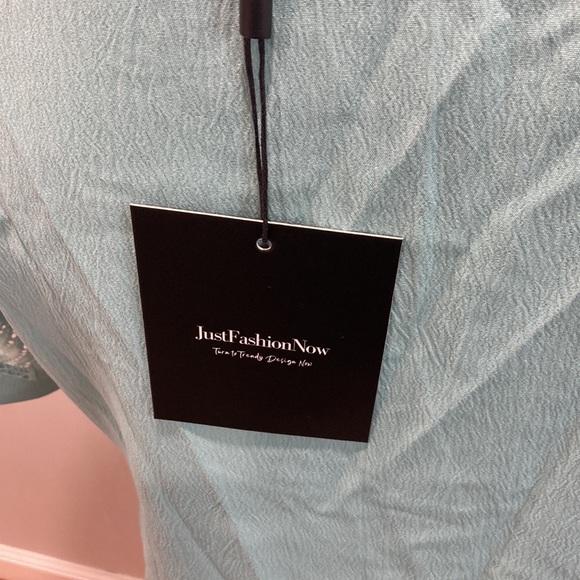 JustFashionNow
Turn to Trendy Design Now